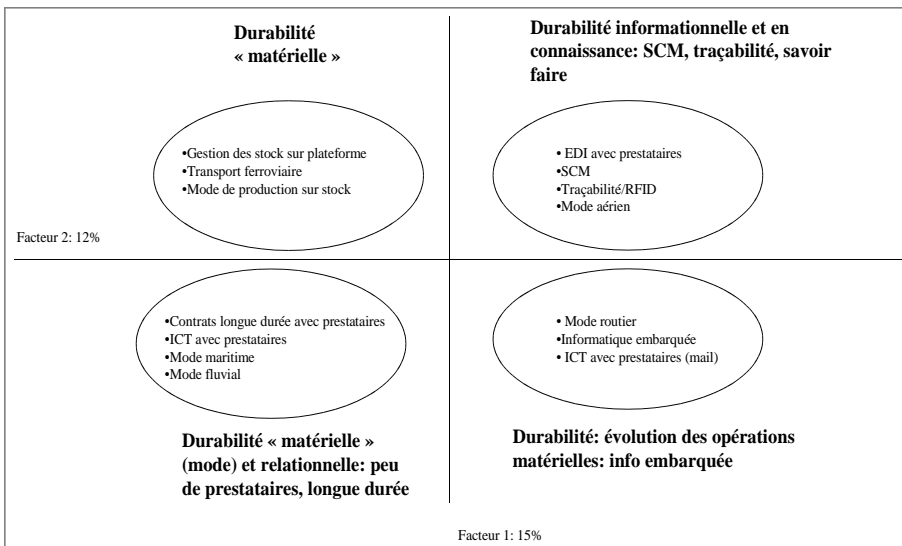 Durabilité
« matérielle »
Durabilité informationnelle et en
connaissance: SCM, traçabilité, savoir
faire
•Gestion des stock sur plateforme
•Transport ferroviaire
•Mode de production sur stock
• EDI avec prestataires
•SCM
•Traçabilité/RFID
•Mode aérien
Facteur 2: 12%
•Contrats longue durée avec prestataires
•ICT avec prestataires
•Mode maritime
•Mode fluvial
• Mode routier
•Informatique embarquée
• ICT avec prestataires (mail)
Durabilité « matérielle »
(mode) et relationnelle: peu
de prestataires, longue durée
Durabilité: évolution des opérations
matérielles: info embarquée
Facteur 1: 15%